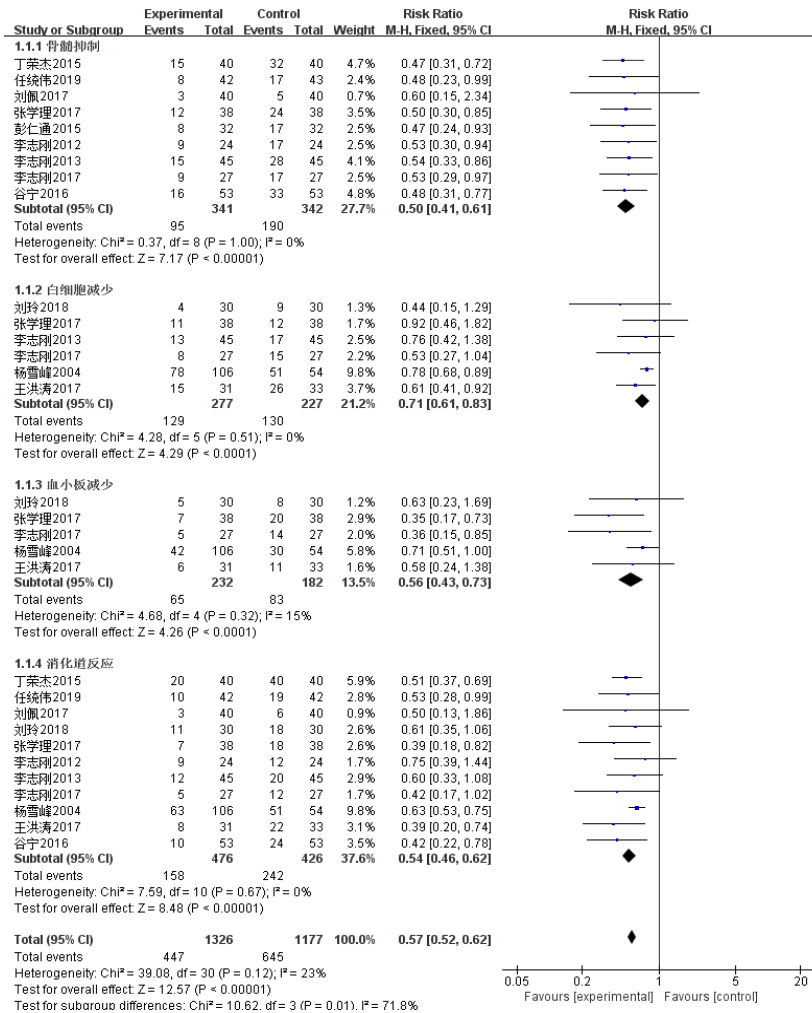 Experimental Control Risk Ratio Risk Ratio
Study or Subgroup Events Total Events Total Weight M-H, Fixed, 95% CI M-H, Fixed, 95% CI
1.1.1 骨髓抑制
丁荣杰2015 15 40 32 40 4.7% 0.47 [0.31, 0.72]
任统伟2019 8 42 17 43 2.4% 0.48 [0.23, 0.99]
刘佩2017 3 40 5 40 0.7% 0.60 [0.15, 2.34]
张学理2017 12 38 24 38 3.5% 0.50 [0.30, 0.85]
彭仁通2015 8 32 17 32 2.5% 0.47 [0.24, 0.93]
李志刚2012 9 24 17 24 2.5% 0.53 [0.30, 0.94]
李志刚2013 15 45 28 45 4.1% 0.54 [0.33, 0.86]
李志刚2017 9 27 17 27 2.5% 0.53 [0.29, 0.97]
谷宁2016 16 53 33 53 4.8% 0.48 [0.31, 0.77]
Subtotal (95% CI) 341 342 27.7% 0.50 [0.41, 0.61]
Total events 95 190
Heterogeneity: Chi² = 0.37, df = 8 (P = 1.00); I² = 0%
Test for overall effect: Z = 7.17 (P < 0.00001)
1.1.2 白细胞减少
刘玲2018 4 30 9 30 1.3% 0.44 [0.15, 1.29]
张学理2017 11 38 12 38 1.7% 0.92 [0.46, 1.82]
李志刚2013 13 45 17 45 2.5% 0.76 [0.42, 1.38]
李志刚2017 8 27 15 27 2.2% 0.53 [0.27, 1.04]
杨雪峰2004 78 106 51 54 9.8% 0.78 [0.68, 0.89]
王洪涛2017 15 31 26 33 3.7% 0.61 [0.41, 0.92]
Subtotal (95% CI) 277 227 21.2% 0.71 [0.61, 0.83]
Total events 129 130
Heterogeneity: Chi² = 4.28, df = 5 (P = 0.51); I² = 0%
Test for overall effect: Z = 4.29 (P < 0.0001)
1.1.3 血小板减少
刘玲2018 5 30 8 30 1.2% 0.63 [0.23, 1.69]
张学理2017 7 38 20 38 2.9% 0.35 [0.17, 0.73]
李志刚2017 5 27 14 27 2.0% 0.36 [0.15, 0.85]
杨雪峰2004 42 106 30 54 5.8% 0.71 [0.51, 1.00]
王洪涛2017 6 31 11 33 1.6% 0.58 [0.24, 1.38]
Subtotal (95% CI) 232 182 13.5% 0.56 [0.43, 0.73]
Total events 65 83
Heterogeneity: Chi² = 4.68, df = 4 (P = 0.32); I² = 15%
Test for overall effect: Z = 4.26 (P < 0.0001)
1.1.4 消化道反应
丁荣杰2015 20 40 40 40 5.9% 0.51 [0.37, 0.69]
任统伟2019 10 42 19 42 2.8% 0.53 [0.28, 0.99]
刘佩2017 3 40 6 40 0.9% 0.50 [0.13, 1.86]
刘玲2018 11 30 18 30 2.6% 0.61 [0.35, 1.06]
张学理2017 7 38 18 38 2.6% 0.39 [0.18, 0.82]
李志刚2012 9 24 12 24 1.8% 0.75 [0.39, 1.44]
李志刚2013 12 45 20 45 2.9% 0.60 [0.33, 1.08]
李志刚2017 5 27 12 27 1.8% 0.42 [0.17, 1.02]
杨雪峰2004 63 106 51 54 9.8% 0.63 [0.53, 0.75]
王洪涛2017 8 31 22 33 3.1% 0.39 [0.20, 0.74]
谷宁2016 10 53 24 53 3.5% 0.42 [0.22, 0.78]
Subtotal (95% CI) 476 426 37.6% 0.54 [0.46, 0.62]
Total events 158 242
Heterogeneity: Chi² = 7.59, df = 10 (P = 0.67); I² = 0%
Test for overall effect: Z = 8.48 (P < 0.00001)
Total (95% CI) 1326 1177 100.0% 0.57 [0.52, 0.62]
Total events 447 645
Heterogeneity: Chi² = 39.08, df = 30 (P = 0.12); I² = 23%
Test for overall effect: Z = 12.57 (P < 0.00001)
Test for subgroup differences: Chi² = 10.62, df = 3 (P = 0.01), I² = 71.8%
0.05 0.2 1 5 20
Favours [experimental] Favours [control]